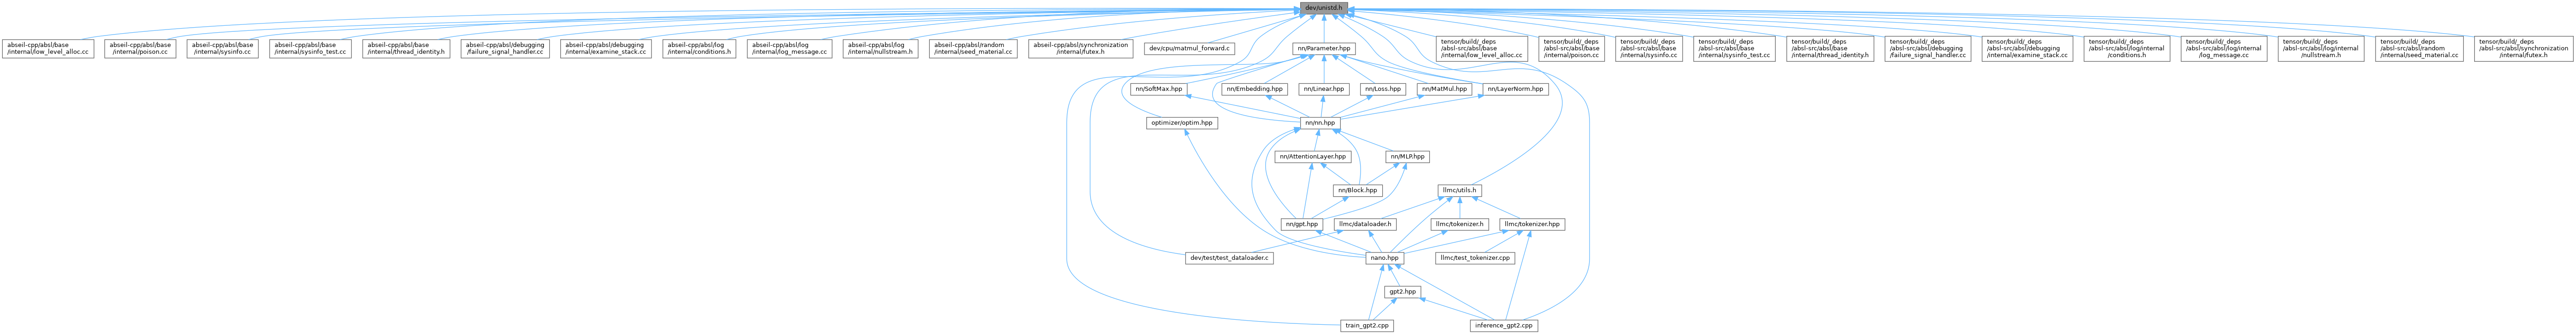 dev/unistd.h
abseil-cpp/absl/base
/internal/low_level_alloc.cc
abseil-cpp/absl/base
/internal/poison.cc
abseil-cpp/absl/base
/internal/sysinfo.cc
abseil-cpp/absl/base
/internal/sysinfo_test.cc
abseil-cpp/absl/base
/internal/thread_identity.h
abseil-cpp/absl/debugging
/failure_signal_handler.cc
abseil-cpp/absl/debugging
/internal/examine_stack.cc
abseil-cpp/absl/log
/internal/conditions.h
abseil-cpp/absl/log
/internal/log_message.cc
abseil-cpp/absl/log
/internal/nullstream.h
abseil-cpp/absl/random
/internal/seed_material.cc
abseil-cpp/absl/synchronization
/internal/futex.h
dev/cpu/matmul_forward.c
nn/Parameter.hpp
tensor/build/_deps
/absl-src/absl/base
/internal/low_level_alloc.cc
tensor/build/_deps
/absl-src/absl/base
/internal/poison.cc
tensor/build/_deps
/absl-src/absl/base
/internal/sysinfo.cc
tensor/build/_deps
/absl-src/absl/base
/internal/sysinfo_test.cc
tensor/build/_deps
/absl-src/absl/base
/internal/thread_identity.h
tensor/build/_deps
/absl-src/absl/debugging
/failure_signal_handler.cc
tensor/build/_deps
/absl-src/absl/debugging
/internal/examine_stack.cc
tensor/build/_deps
/absl-src/absl/log/internal
/conditions.h
tensor/build/_deps
/absl-src/absl/log/internal
/log_message.cc
tensor/build/_deps
/absl-src/absl/log/internal
/nullstream.h
tensor/build/_deps
/absl-src/absl/random
/internal/seed_material.cc
tensor/build/_deps
/absl-src/absl/synchronization
/internal/futex.h
nn/SoftMax.hpp
nn/Embedding.hpp
nn/Linear.hpp
nn/Loss.hpp
nn/MatMul.hpp
nn/LayerNorm.hpp
optimizer/optim.hpp
nn/nn.hpp
nn/AttentionLayer.hpp
nn/MLP.hpp
nn/Block.hpp
llmc/utils.h
nn/gpt.hpp
llmc/dataloader.h
llmc/tokenizer.h
llmc/tokenizer.hpp
dev/test/test_dataloader.c
nano.hpp
llmc/test_tokenizer.cpp
gpt2.hpp
train_gpt2.cpp
inference_gpt2.cpp